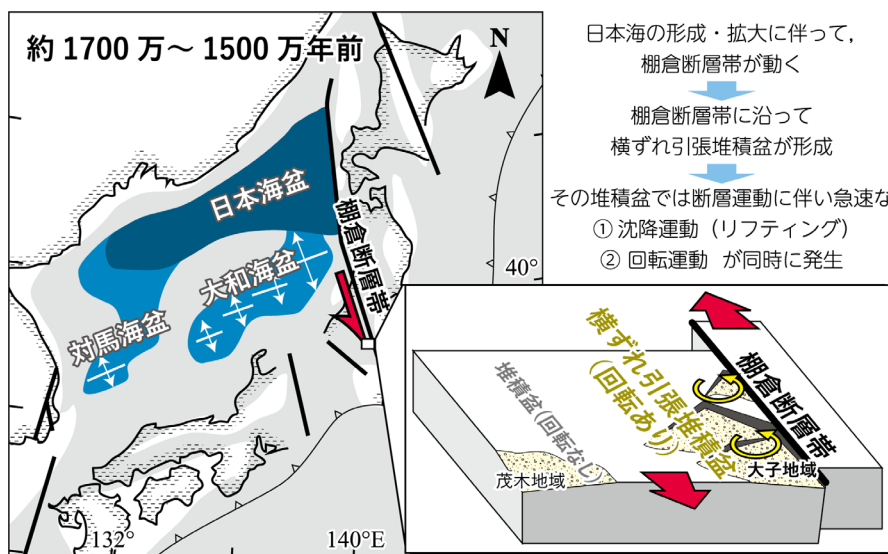 約 1700 万～ 1500 万年前
N
日本海盆
大和海盆
対馬海盆
棚倉断層帯
40°
132°
140°E
日本海の形成・拡大に伴って，
棚倉断層帯が動く
棚倉断層帯に沿って
横ずれ引張堆積盆が形成
その堆積盆では断層運動に伴い急速な
① 沈降運動（リフティング）
② 回転運動 が同時に発生
棚倉断層帯
横ずれ引張堆積盆
(回転あり)
堆積盆(回転なし)
大子地域
茂木地域